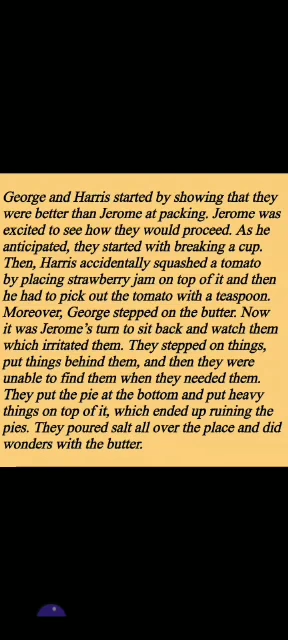 George and Harris started by showing that they
were better than Jerome at packing. Jerome was
excited to see how they would proceed. As he
anticipated, they started with breaking a cup.
Then, Harris accidentally squashed a tomato
by placing strawberry jam on top of it and then
he had to pick out the tomato with a teaspoon.
Moreover, George stepped on the butter. Now
it was Jerome’s turn to sit back and watch them
which irritated them. They stepped on things,
put things behind them, and then they were
unable to find them when they needed them.
They put the pie at the bottom and put heavy
things on top of it, which ended up ruining the
pies. They poured salt all over the place and did
wonders with the butter.